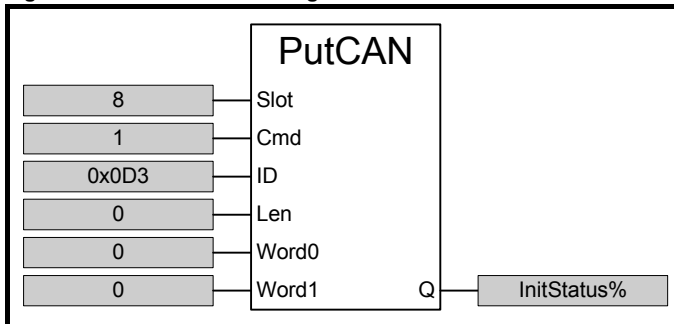 PutCAN
8 Slot
1 Cmd
0x0D3 ID
0 Len
0 Word0
0 Word1 Q InitStatus%